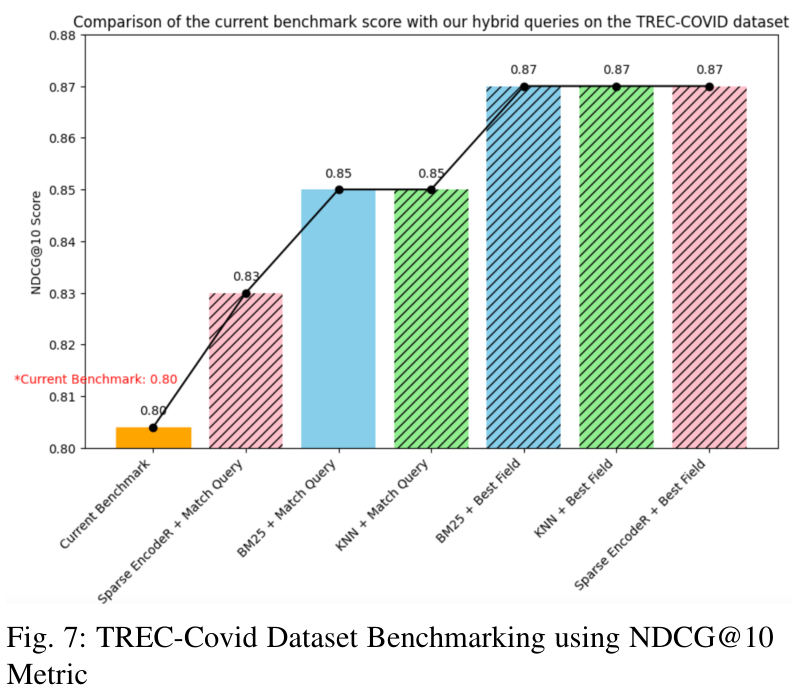 Comparison of the current benchmark score with our hybrid queries on the TREC-COVID dataset
NDCG@10 Score
0.88
0.87
0.86
0.85
0.84
0.83
0.82
0.81
0.80
*Current Benchmark: 0.80
0.80
0.83
0.85
0.85
0.87
0.87
0.87
Current Benchmark
Sparse EncodeR + Match Query
BM25 + Match Query
KNN + Match Query
BM25 + Best Field
KNN + Best Field
Sparse EncodeR + Best Field
Fig. 7: TREC-Covid Dataset Benchmarking using NDCG@10
Metric